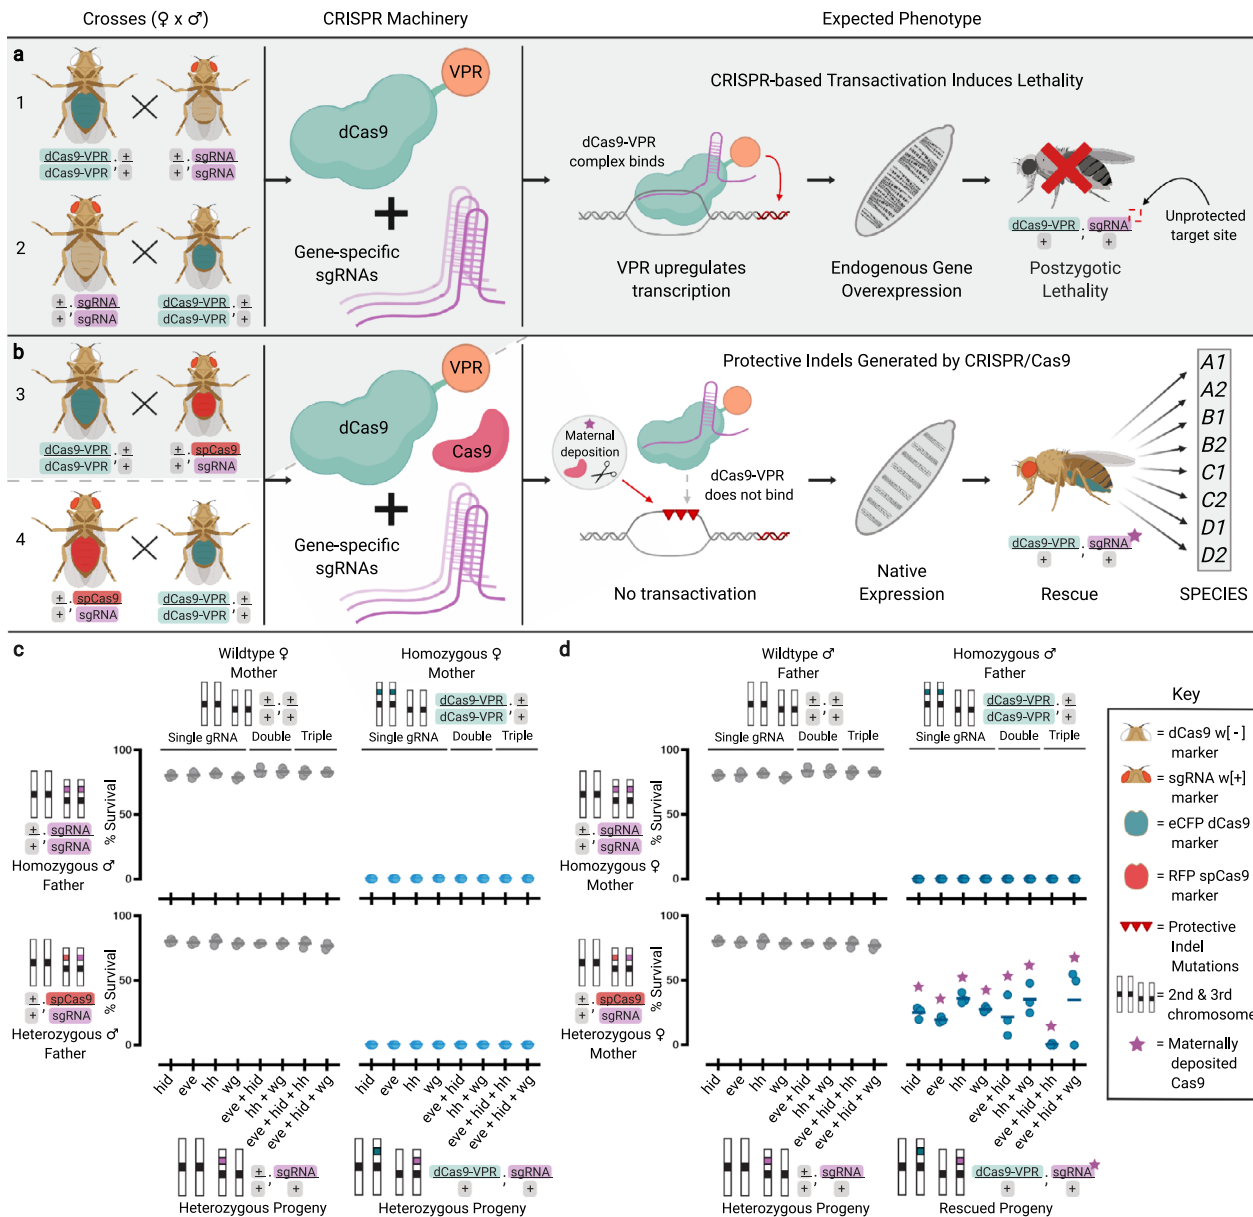 Crosses (♀ x ♂)
CRISPR Machinery
Expected Phenotype
a
1
dCas9-VPR ; +
dCas9-VPR + 
+ ; sgRNA
+ sgRNA
2
+ ; sgRNA
+ sgRNA
dCas9-VPR ; +
dCas9-VPR +
VPR
dCas9
+
Gene-specific
sgRNAs
CRISPR-based Transactivation Induces Lethality
dCas9-VPR
complex binds
VPR upregulates
transcription
Endogenous Gene
Overexpression
dCas9-VPR ; sgRNA
+ +
Postzygotic
Lethality
Unprotected
target site
b
3
dCas9-VPR ; +
dCas9-VPR +
+ ; spCas9
+ sgRNA
4
+ ; spCas9
+ sgRNA
dCas9-VPR ; +
dCas9-VPR +
VPR
dCas9
Cas9
+
Gene-specific
sgRNAs
Protective Indels Generated by CRISPR/Cas9
Maternal
deposition
dCas9-VPR
does not bind
No transactivation
Native
Expression
dCas9-VPR ; sgRNA
+ +
Rescue
A1
A2
B1
B2
C1
C2
D1
D2
SPECIES
c
Wildtype ♀
Mother
+ ; +
+ +
Homozygous ♀
Mother
dCas9-VPR ; +
dCas9-VPR +
Single gRNA Double Triple
Single gRNA Double Triple
+ ; sgRNA
+ sgRNA
Homozygous ♂
Father
% Survival
100
50
0
+ ; spCas9
+ sgRNA
Heterozygous ♂
Father
% Survival
100
50
0
hid
eve
hh
wg
eve + hid
hh + wg
eve + hid + hh
eve + hid + wg
hid
eve
hh
wg
eve + hid
hh + wg
eve + hid + hh
eve + hid + wg
+ ; sgRNA
+ +
Heterozygous Progeny
dCas9-VPR ; sgRNA
+ +
Heterozygous Progeny
d
Wildtype ♂
Father
+ ; +
+ +
Homozygous ♂
Father
dCas9-VPR ; +
dCas9-VPR +
Single gRNA Double Triple
Single gRNA Double Triple
+ ; sgRNA
+ sgRNA
Homozygous ♀
Mother
% Survival
100
50
0
+ ; spCas9
+ sgRNA
Heterozygous ♀
Mother
% Survival
100
50
0
hid
eve
hh
wg
eve + hid
hh + wg
eve + hid + hh
eve + hid + wg
hid
eve
hh
wg
eve + hid
hh + wg
eve + hid + hh
eve + hid + wg
+ ; sgRNA
+ +
Heterozygous Progeny
dCas9-VPR ; sgRNA
+ +
Rescued Progeny
Key
= dCas9 w[-]
marker
= sgRNA w[+]
marker
= eCFP dCas9
marker
= RFP spCas9
marker
= Protective
Indel
Mutations
= 2nd & 3rd
chromosome
= Maternally
deposited
Cas9